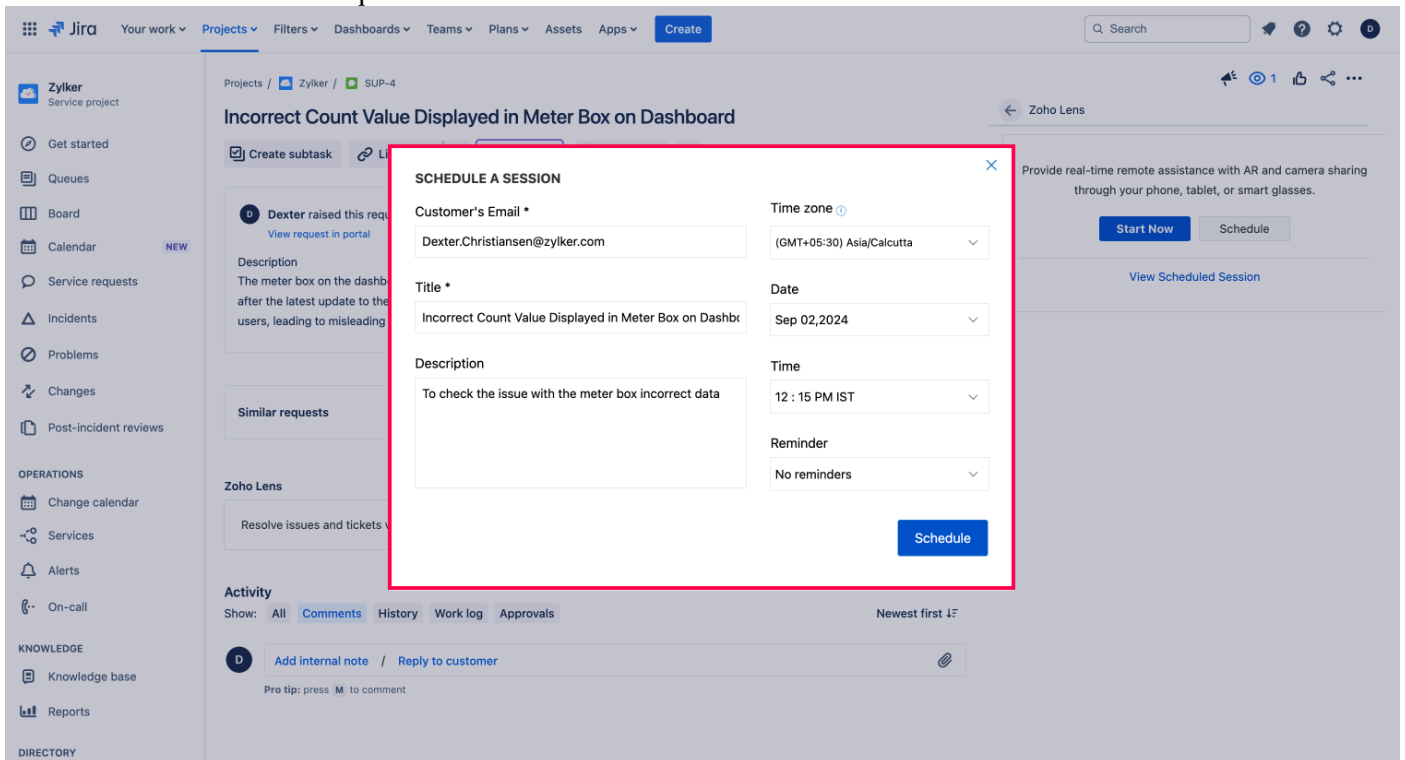 Jira
Your work
Projects
Filters
Dashboards
Teams
Plans
Assets
Apps
Create
Search
D
Zylker
Service project
Get started
Queues
Board
Calendar NEW
Service requests
Incidents
Problems
Changes
Post-incident reviews
OPERATIONS
Change calendar
Services
Alerts
On-call
KNOWLEDGE
Knowledge base
Reports
DIRECTORY
Projects / Zylker / SUP-4
Incorrect Count Value Displayed in Meter Box on Dashboard
Create subtask
D Dexter raised this requ
View request in portal
Description
The meter box on the dashb
after the latest update to the
users, leading to misleading
Similar requests
Zoho Lens
Resolve issues and tickets
Activity
Show: All Comments History Work log Approvals
Newest first
D
Add internal note / Reply to customer
Pro tip: press M to comment
SCHEDULE A SESSION
Customer's Email *
Dexter.Christiansen@zylker.com
Title *
Incorrect Count Value Displayed in Meter Box on Dashbo
Description
To check the issue with the meter box incorrect data
Time zone
(GMT+05:30) Asia/Calcutta
Date
Sep 02,2024
Time
12 : 15 PM IST
Reminder
No reminders
Schedule
1
Zoho Lens
Provide real-time remote assistance with AR and camera sharing
through your phone, tablet, or smart glasses.
Start Now
Schedule
View Scheduled Session